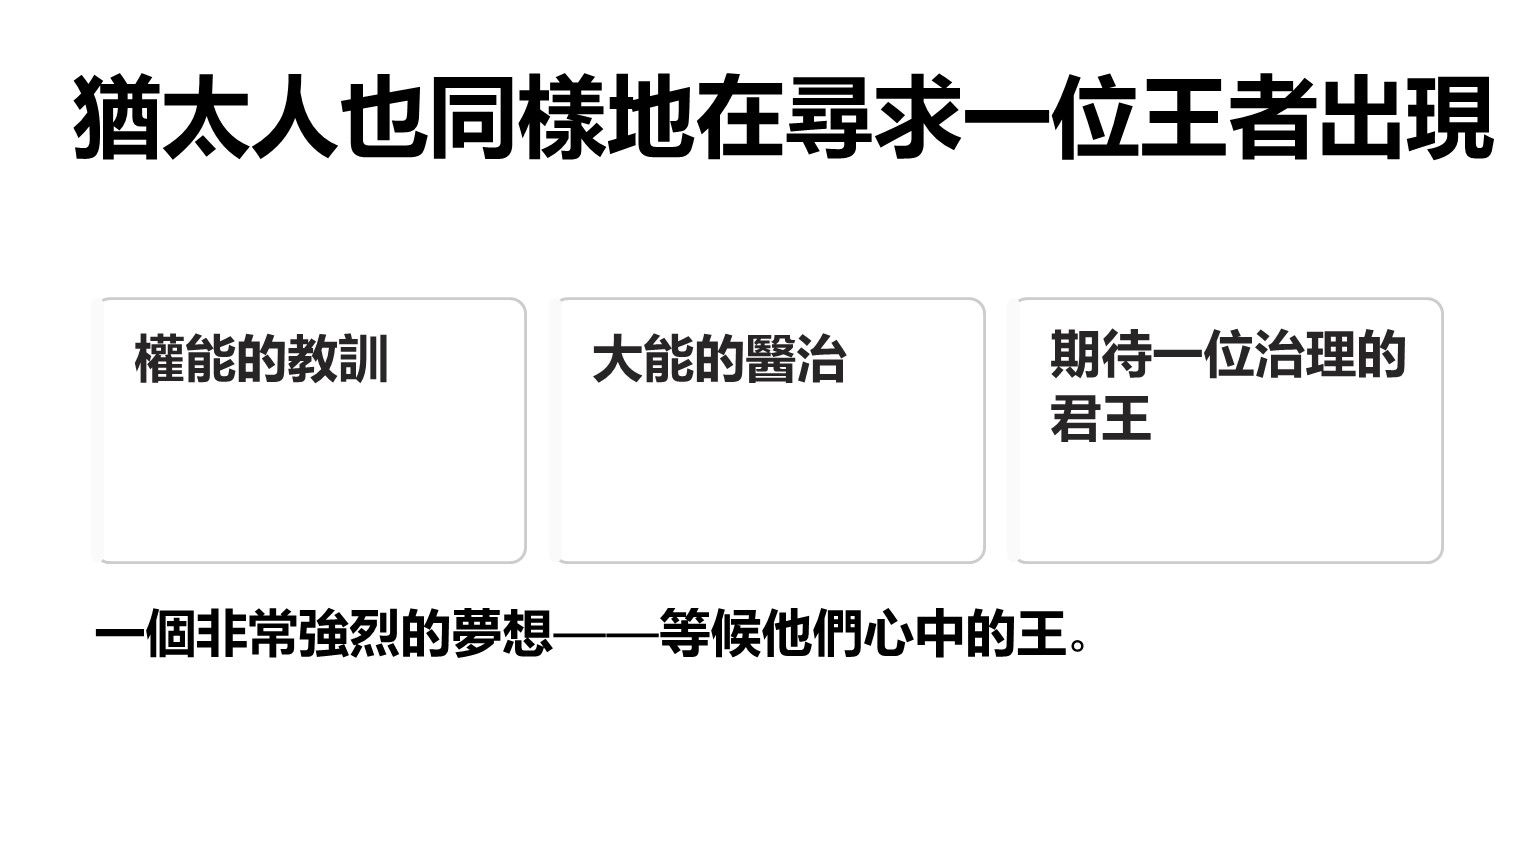 猶太人也同樣地在尋求一位王者出現
權能的教訓
大能的醫治
期待一位治理的
君王
一個非常強烈的夢想——等候他們心中的王。